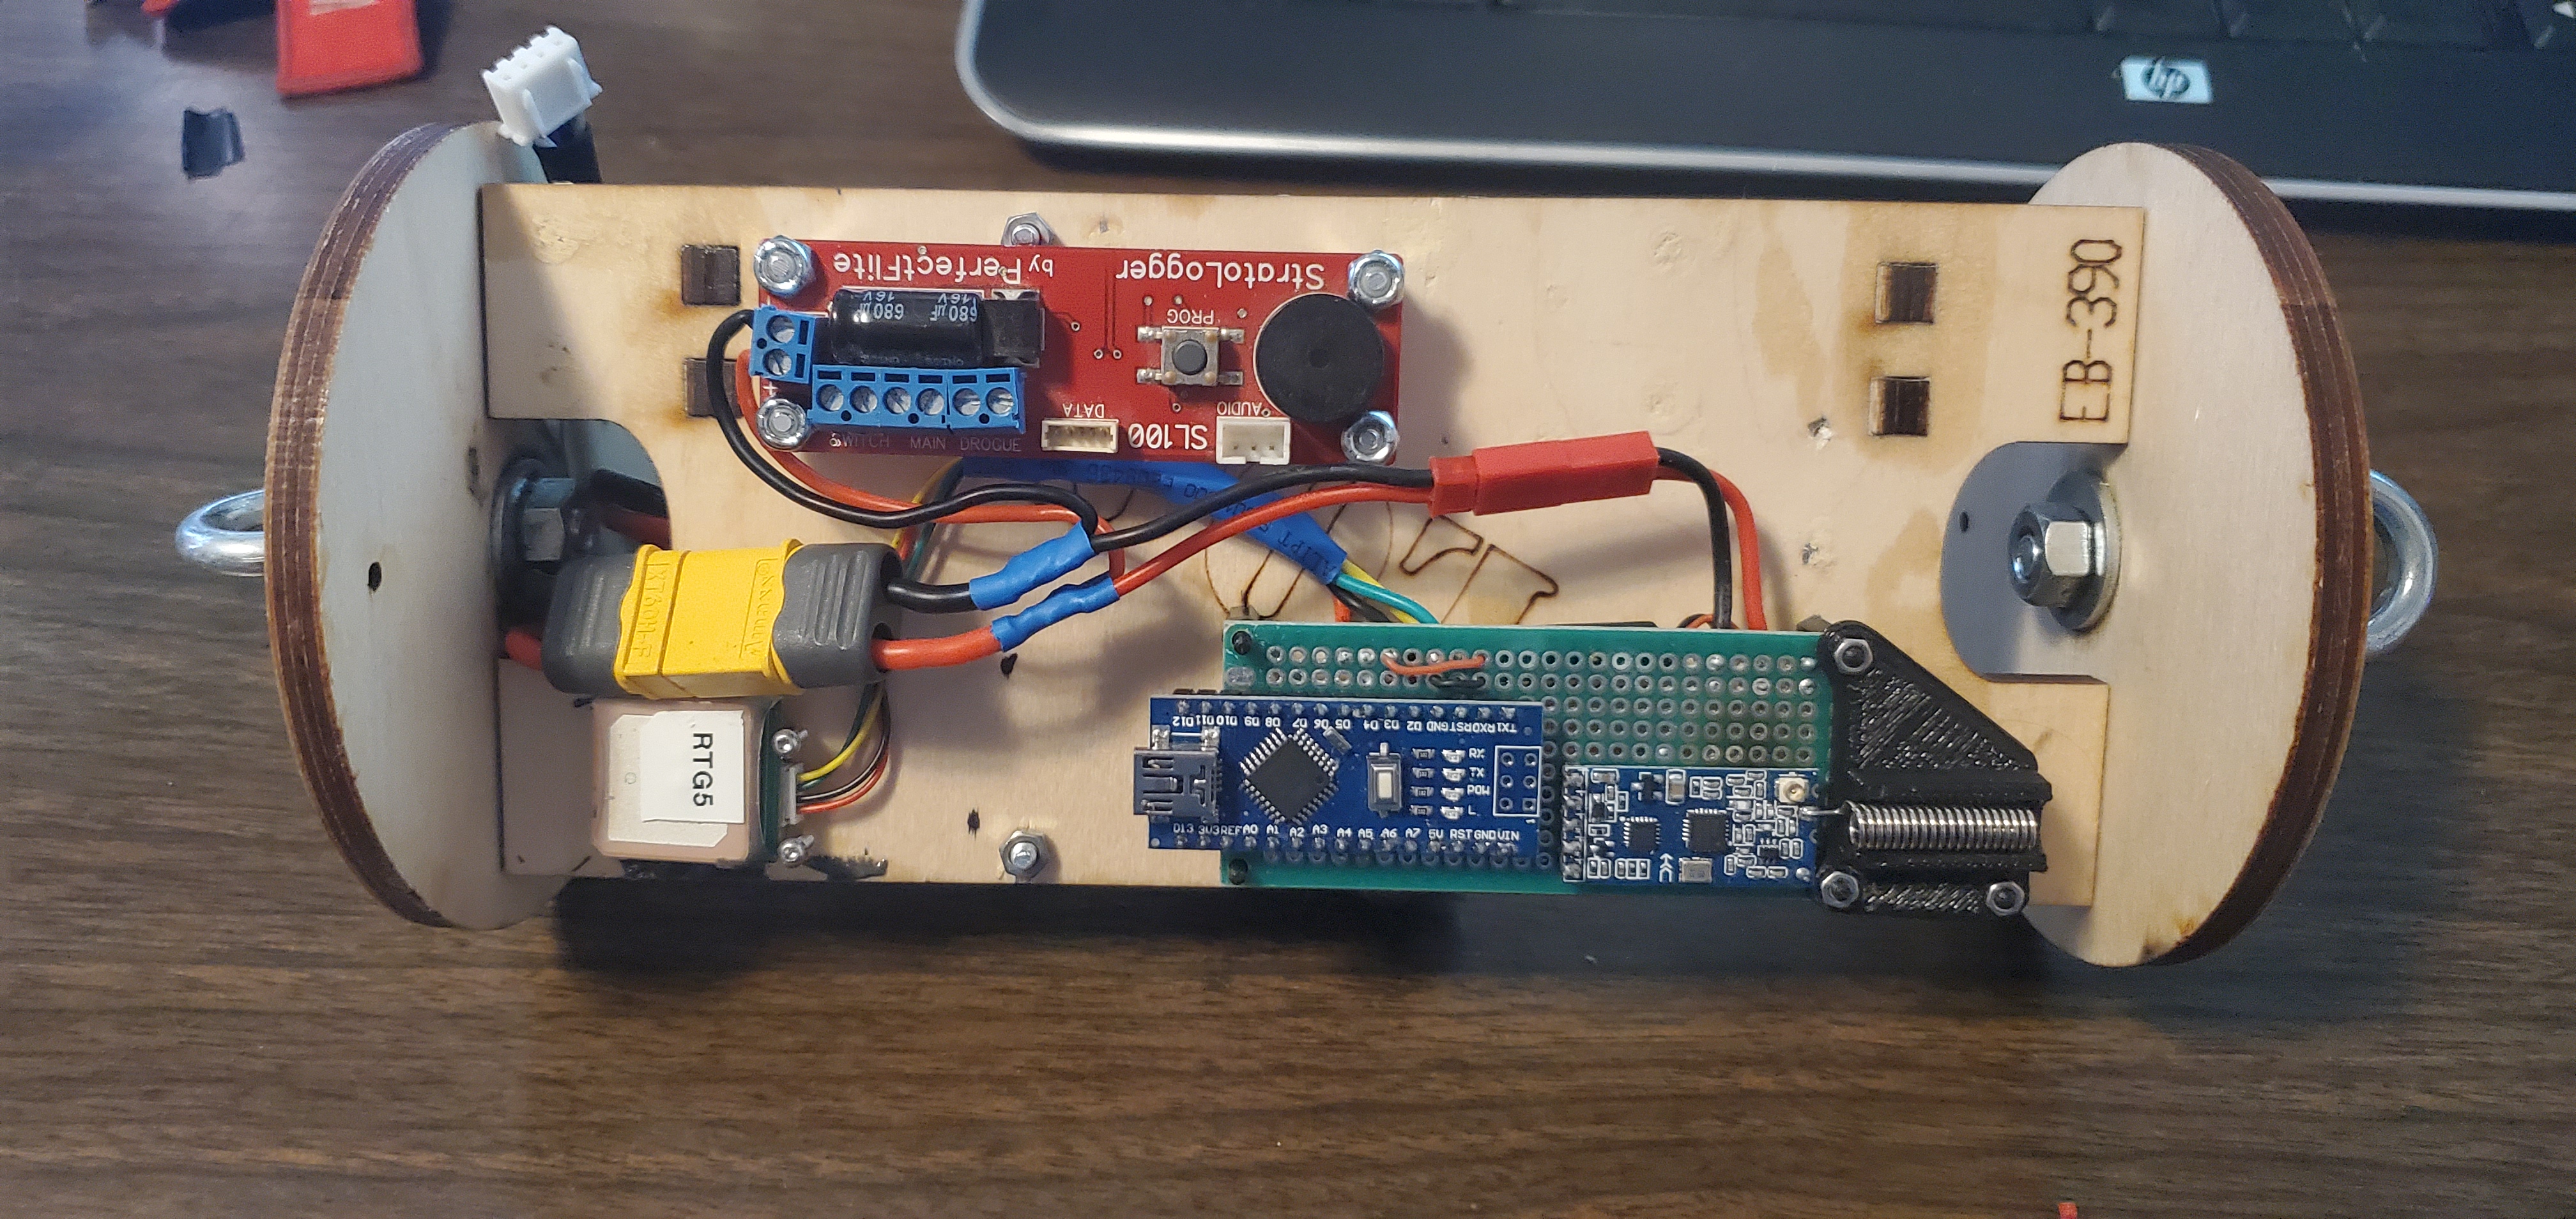 hp
EB-390
StratoLogger
by PerfectFlite
680µF
16V
680µF
16V
PROG
AUDIO
DATA
SL100
SWITCH MAIN DROGUE
+
XT60H-F
RTG5
D12 D11 D10 D9 D8 D7 D6 D5 D4 D3 D2 GND RST RX0 TX1
RX
TX
POW
L
1
D13 3V3 REF A0 A1 A2 A3 A4 A5 A6 A7 5V RST GND VIN